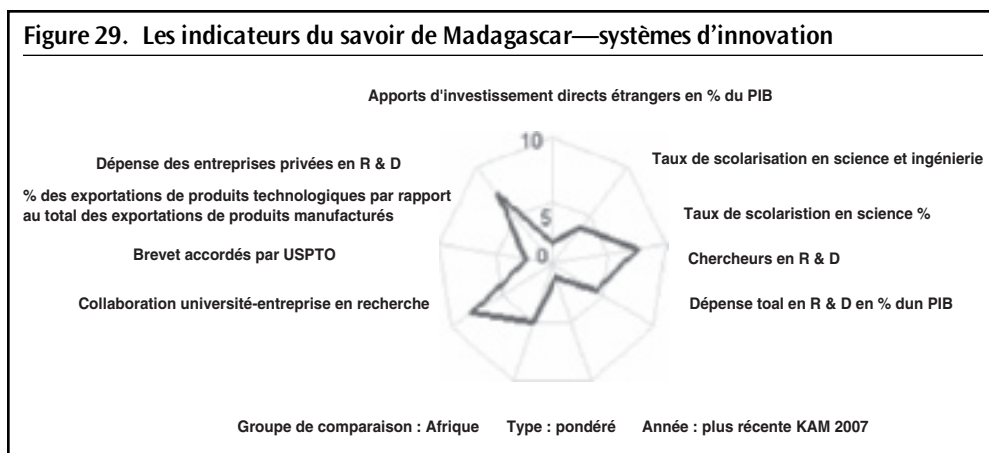 Figure 29. Les indicateurs du savoir de Madagascar—systèmes d'innovation
Apports d'investissement directs étrangers en % du PIB
10
Dépense des entreprises privées en R & D
Taux de scolarisation en science et ingénierie
% des exportations de produits technologiques par rapport
au total des exportations de produits manufacturés
5
Taux de scolaristion en science %
Brevet accordés par USPTO
0
Chercheurs en R & D
Collaboration université-entreprise en recherche
Dépense toal en R & D en % dun PIB
Groupe de comparaison : Afrique Type : pondéré Année : plus récente KAM 2007